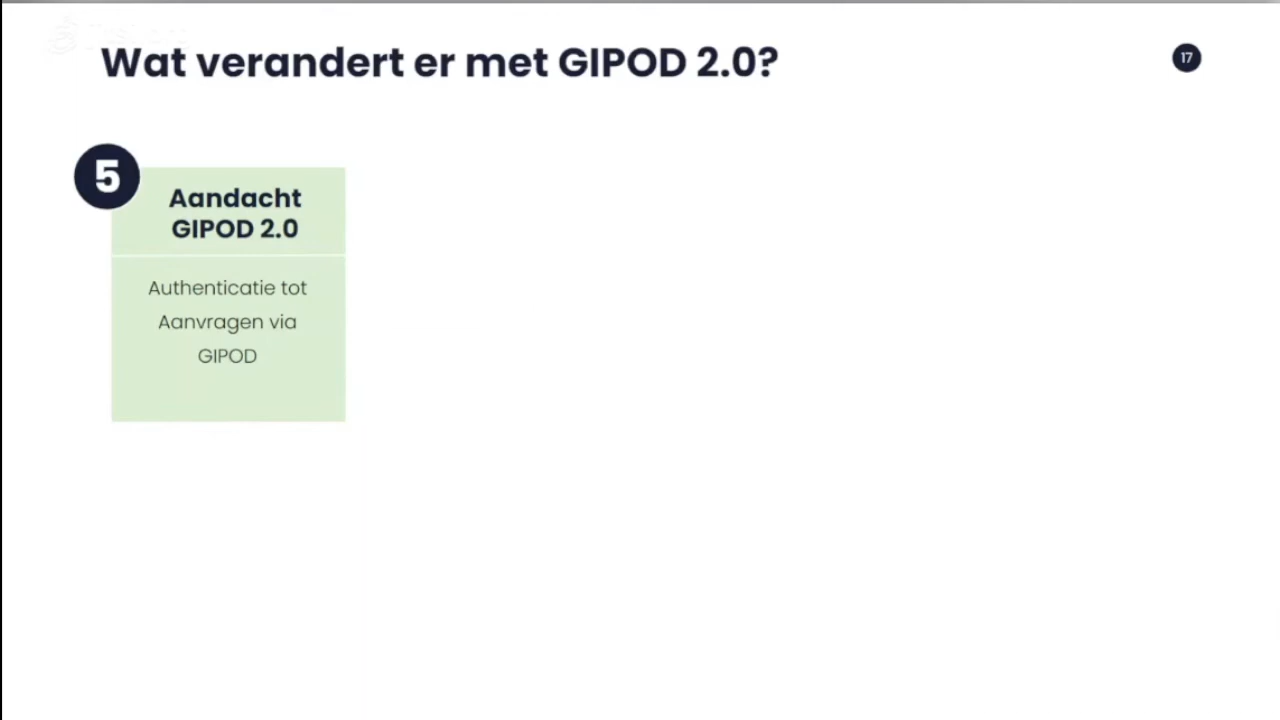 Wat verandert er met GIPOD 2.0?
17
5
Aandacht
GIPOD 2.0
Authenticatie tot
Aanvragen via
GIPOD